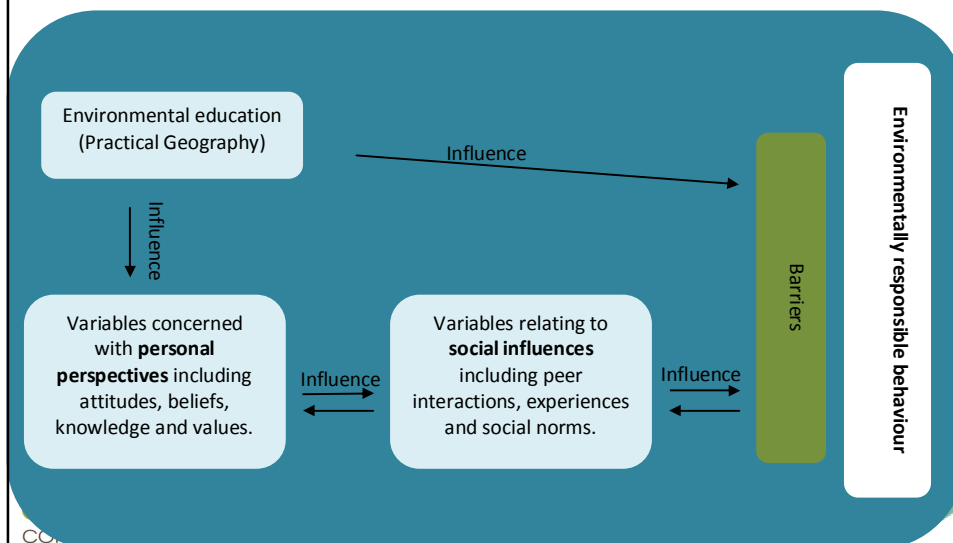 Environmental education
(Practical Geography)
Influence
Influence
Variables concerned
with personal
perspectives including
attitudes, beliefs,
knowledge and values.
Influence
Variables relating to
social influences
including peer
interactions, experiences
and social norms.
Influence
Barriers
Environmentally responsible behaviour